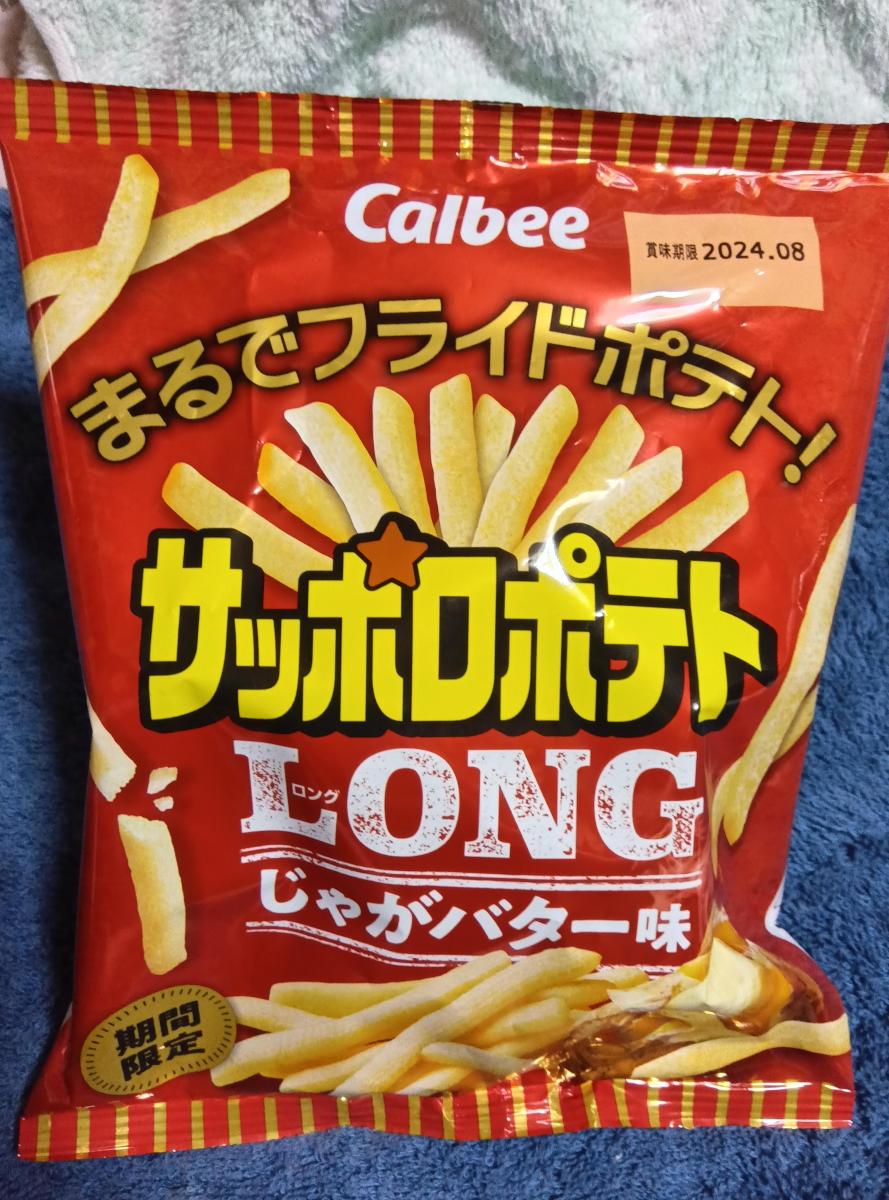 Calbee
賞味期限 2024.08
まるでフライドポテト!
サッポロポテト
LONG
ロング
じゃがバター味
期間
限定